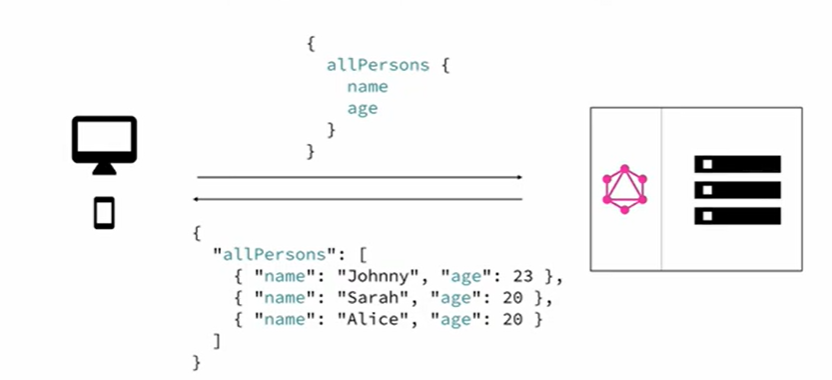 {
  allPersons {
    name
    age
  }
}
{
  "allPersons": [
    { "name": "Johnny", "age": 23 },
    { "name": "Sarah", "age": 20 },
    { "name": "Alice", "age": 20 }
  ]
}